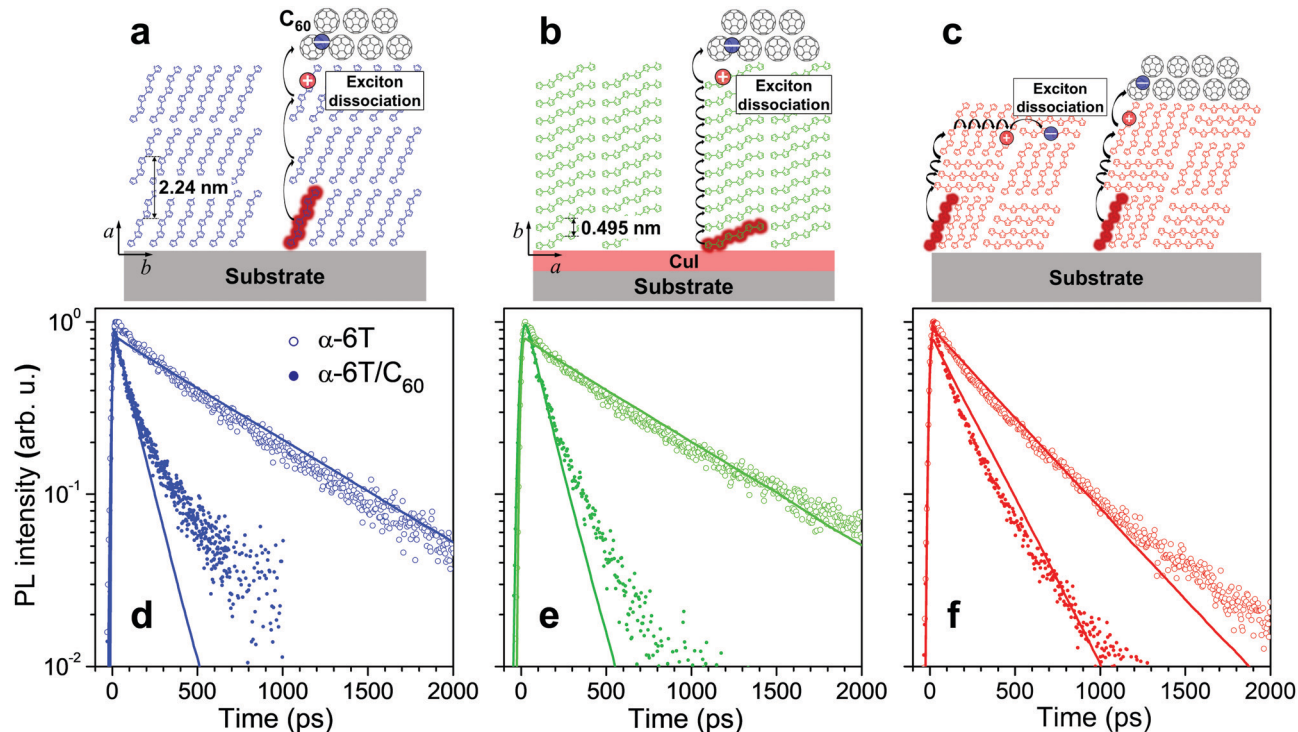 a
C60
Exciton
dissociation
2.24 nm
a
b
Substrate
b
Exciton
dissociation
0.495 nm
b
a
CuI
Substrate
c
Exciton
dissociation
Substrate
PL intensity (arb. u.)
10^0
10^-1
10^-2
α-6T
α-6T/C60
d
0 500 1000 1500 2000
Time (ps)
e
0 500 1000 1500 2000
Time (ps)
f
0 500 1000 1500 2000
Time (ps)